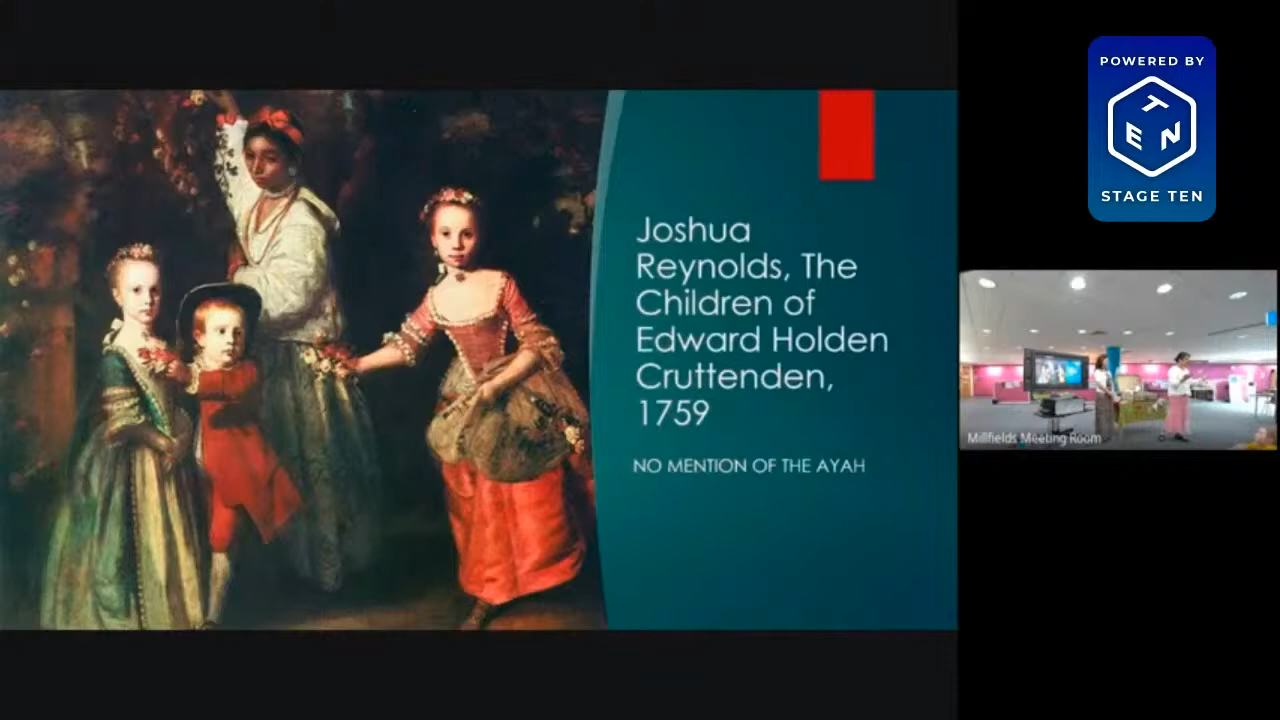 Joshua
Reynolds, The
Children of
Edward Holden
Cruttenden,
1759
NO MENTION OF THE AYAH
POWERED BY
TEN
STAGE TEN
Millfields Meeting Room